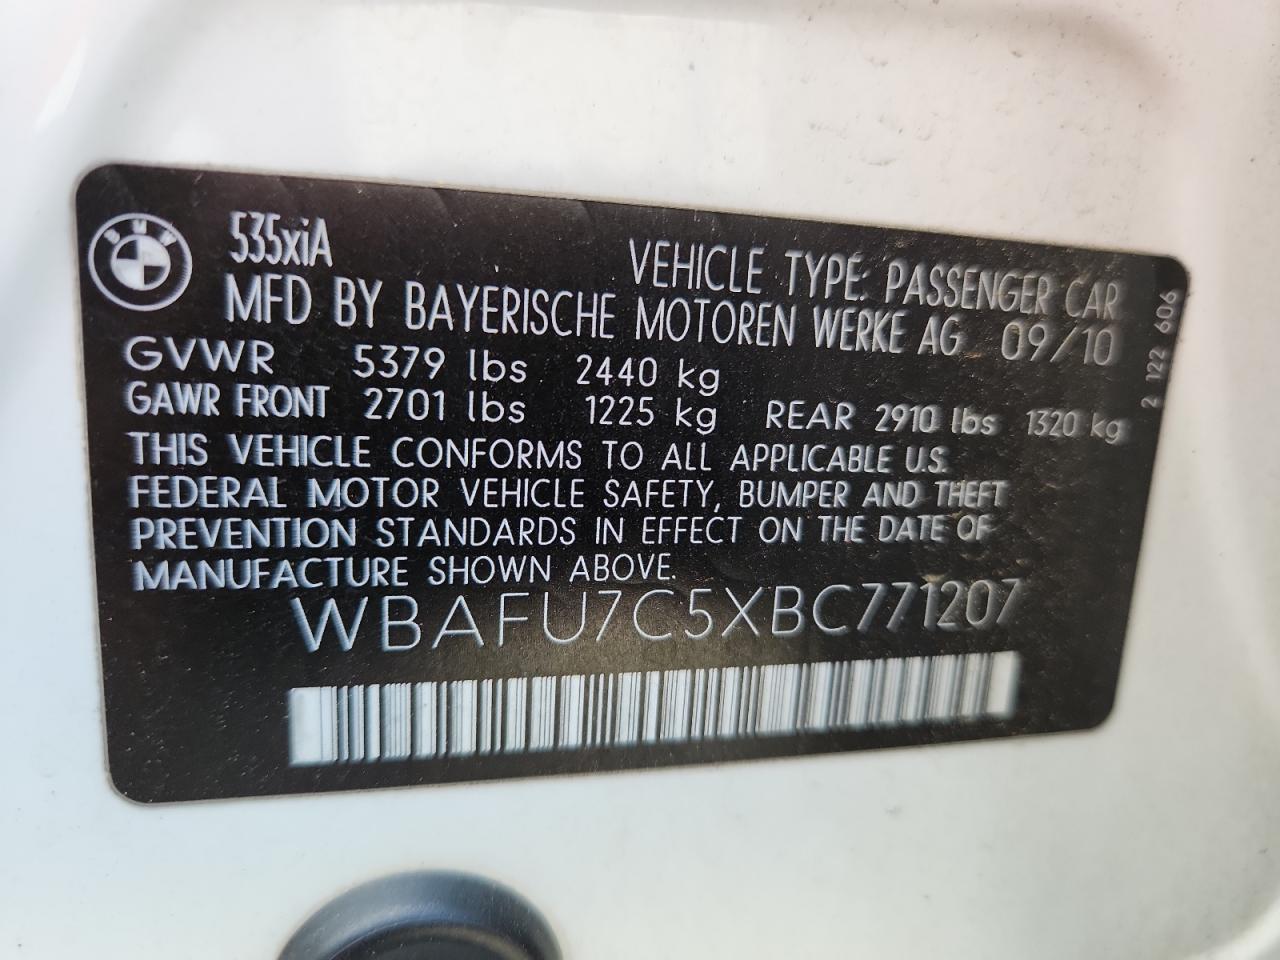 BMW
535xiA
VEHICLE TYPE: PASSENGER CAR
MFD BY BAYERISCHE MOTOREN WERKE AG 09/10
GVWR 5379 lbs 2440 kg
GAWR FRONT 2701 lbs 1225 kg REAR 2910 lbs 1320 kg
THIS VEHICLE CONFORMS TO ALL APPLICABLE U.S.
FEDERAL MOTOR VEHICLE SAFETY, BUMPER AND THEFT
PREVENTION STANDARDS IN EFFECT ON THE DATE OF
MANUFACTURE SHOWN ABOVE.
WBAFU7C5XBC771207
2 122 606